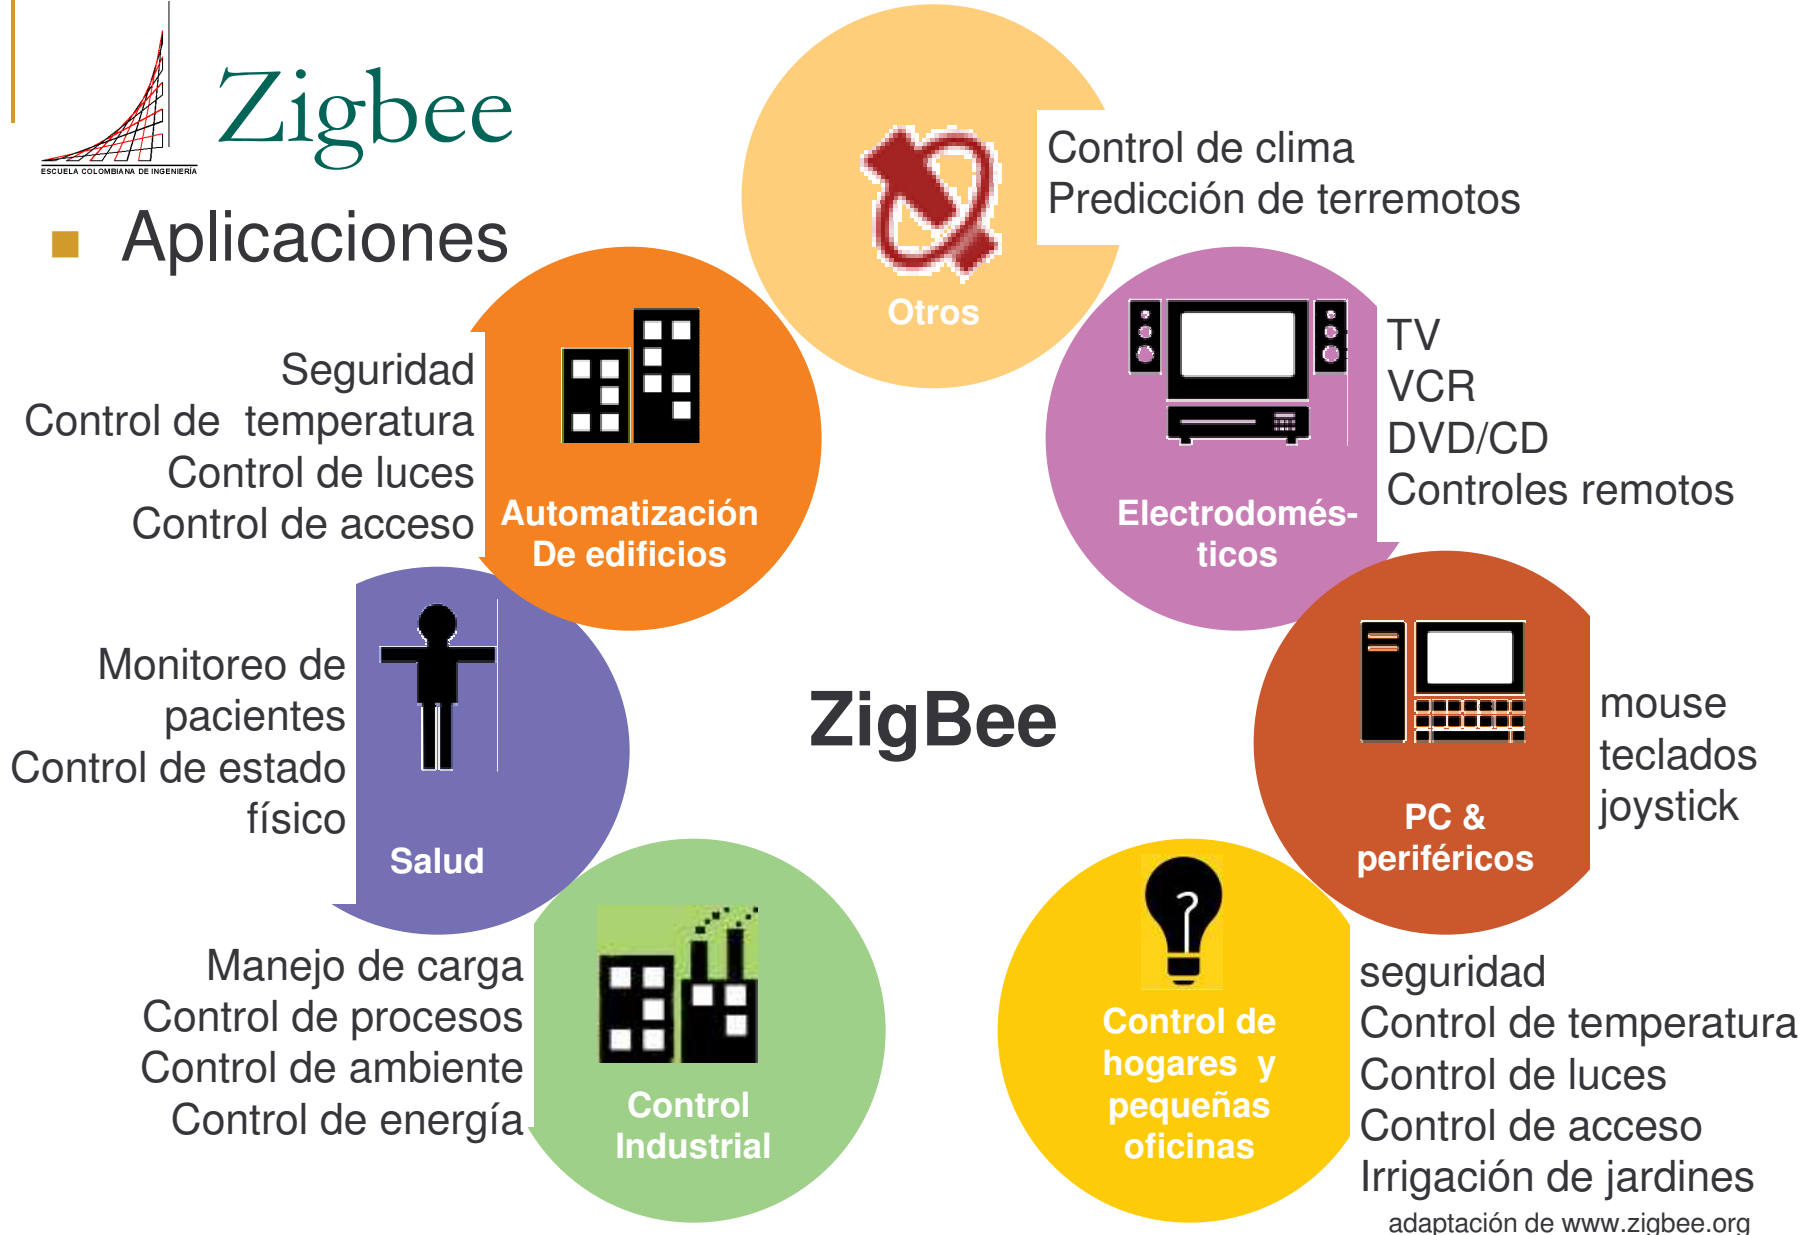 ESCUELA COLOMBIANA DE INGENIERÍA
Zigbee
Aplicaciones
Control de clima
Predicción de terremotos
Otros
Seguridad
Control de temperatura
Control de luces
Control de acceso
Automatización
De edificios
TV
VCR
DVD/CD
Controles remotos
Electrodomés-
ticos
Monitoreo de
pacientes
Control de estado
físico
Salud
ZigBee
mouse
teclados
joystick
PC &
periféricos
Manejo de carga
Control de procesos
Control de ambiente
Control de energía
Control
Industrial
?
Control de
hogares y
pequeñas
oficinas
seguridad
Control de temperatura
Control de luces
Control de acceso
Irrigación de jardines
adaptación de www.zigbee.org